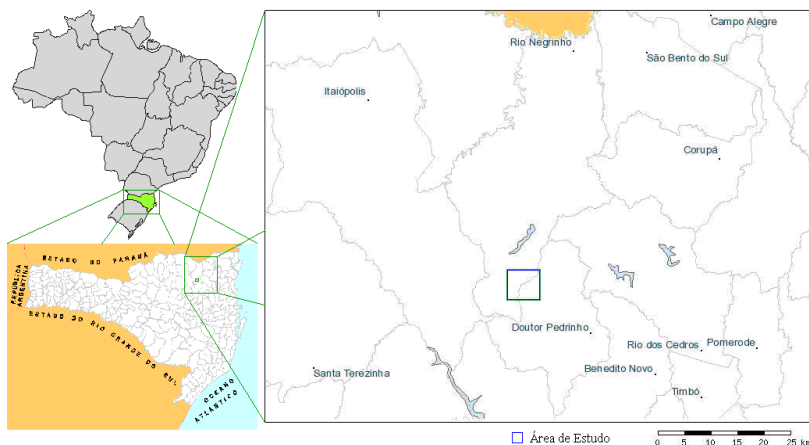 Campo Alegre
Rio Negrinho
São Bento do Sul
Itaiópolis
Corupá
Doutor Pedrinho
Rio dos Cedros
Pomerode
Santa Terezinha
Benedito Novo
Timbó
ESTADO DO PARANÁ
REPÚBLICA
ARGENTINA
ESTADO DO RIO GRANDE DO SUL
OCEANO
ATLÂNTICO
Área de Estudo
0 5 10 15 20 25 km